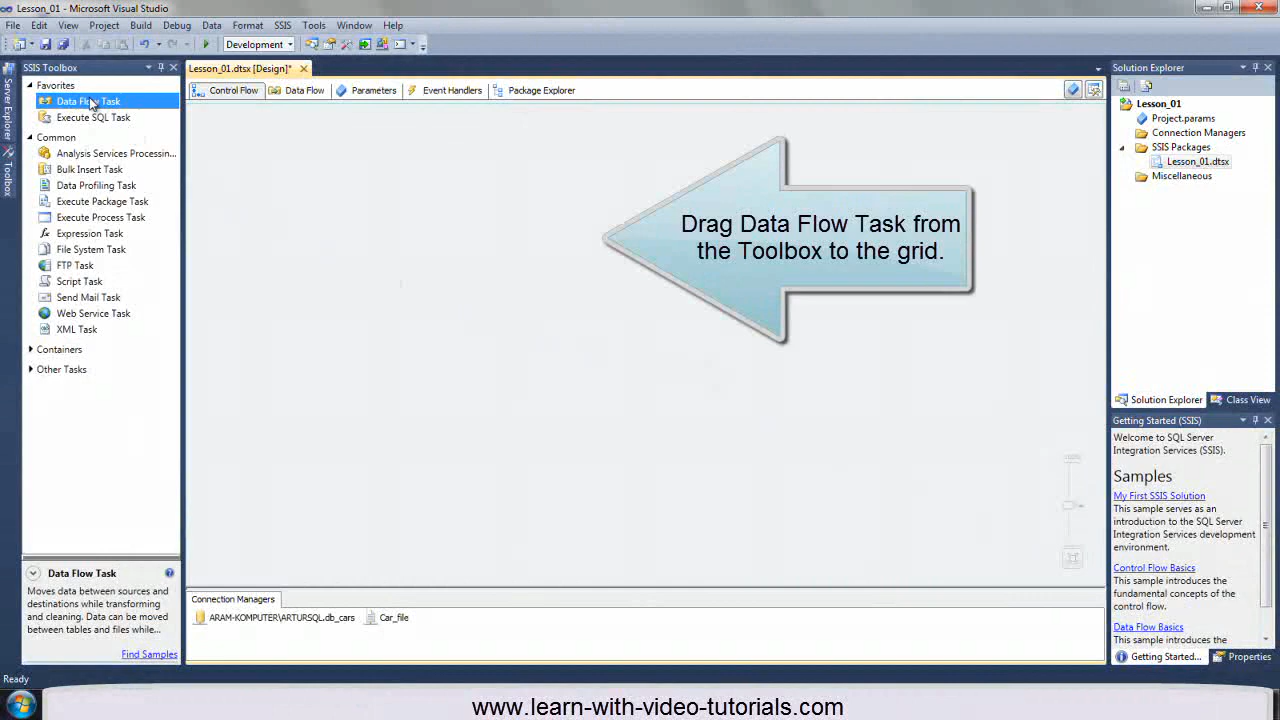 Lesson_01 - Microsoft Visual Studio
File Edit View Project Build Debug Data Format SSIS Tools Window Help
Development
SSIS Toolbox
Favorites
Data Flow Task
Execute SQL Task
Common
Analysis Services Processin...
Bulk Insert Task
Data Profiling Task
Execute Package Task
Execute Process Task
Expression Task
File System Task
FTP Task
Script Task
Send Mail Task
Web Service Task
XML Task
Containers
Other Tasks
Data Flow Task
Moves data between sources and
destinations while transforming
and cleaning. Data can be moved
between tables and files while...
Find Samples
Server Explorer
Toolbox
Lesson_01.dtsx [Design]*
Control Flow Data Flow Parameters Event Handlers Package Explorer
Drag Data Flow Task from
the Toolbox to the grid.
Connection Managers
ARAM-KOMPUTER\ARTURSQL.db_cars Car_file
Solution Explorer
Lesson_01
Project.params
Connection Managers
SSIS Packages
Lesson_01.dtsx
Miscellaneous
Solution Explorer Class View
Getting Started (SSIS)
Welcome to SQL Server
Integration Services (SSIS).
Samples
My First SSIS Solution
This sample serves as an
introduction to the SQL Server
Integration Services development
environment.
Control Flow Basics
This sample introduces the
fundamental concepts of the
control flow.
Data Flow Basics
This sample introduces the
Getting Started... Properties
Ready
www.learn-with-video-tutorials.com